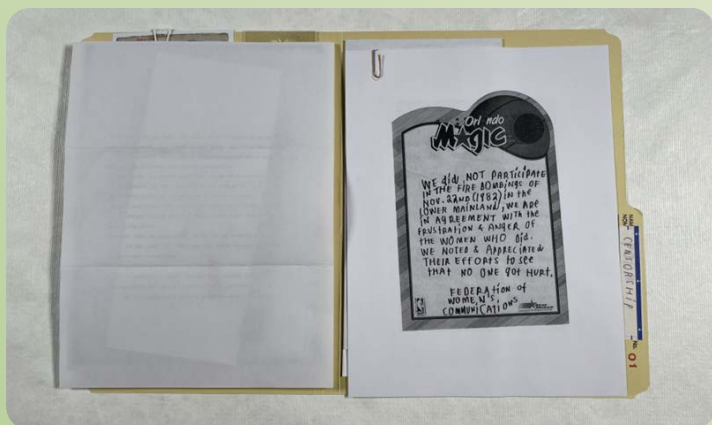 Orlando
MAGIC
WE did NOT PARTiCiPATE
IN THE FIRE BOMBINGS OF
NOV. 22ND (1982) in the
LOWER MAINLAND, WE ARE
IN AGREEMENT WITH the
FRUSTRATION & ANGER OF
THE WOMEN WHO DID.
WE NOTED & APPRECIATED
THEIR EFFORTS to SEE
THAT NO ONE GOT HURT.
FEDERATION of
WOMEN'S,
COMMUNICATIONS
CENSORSHIP
No. 01